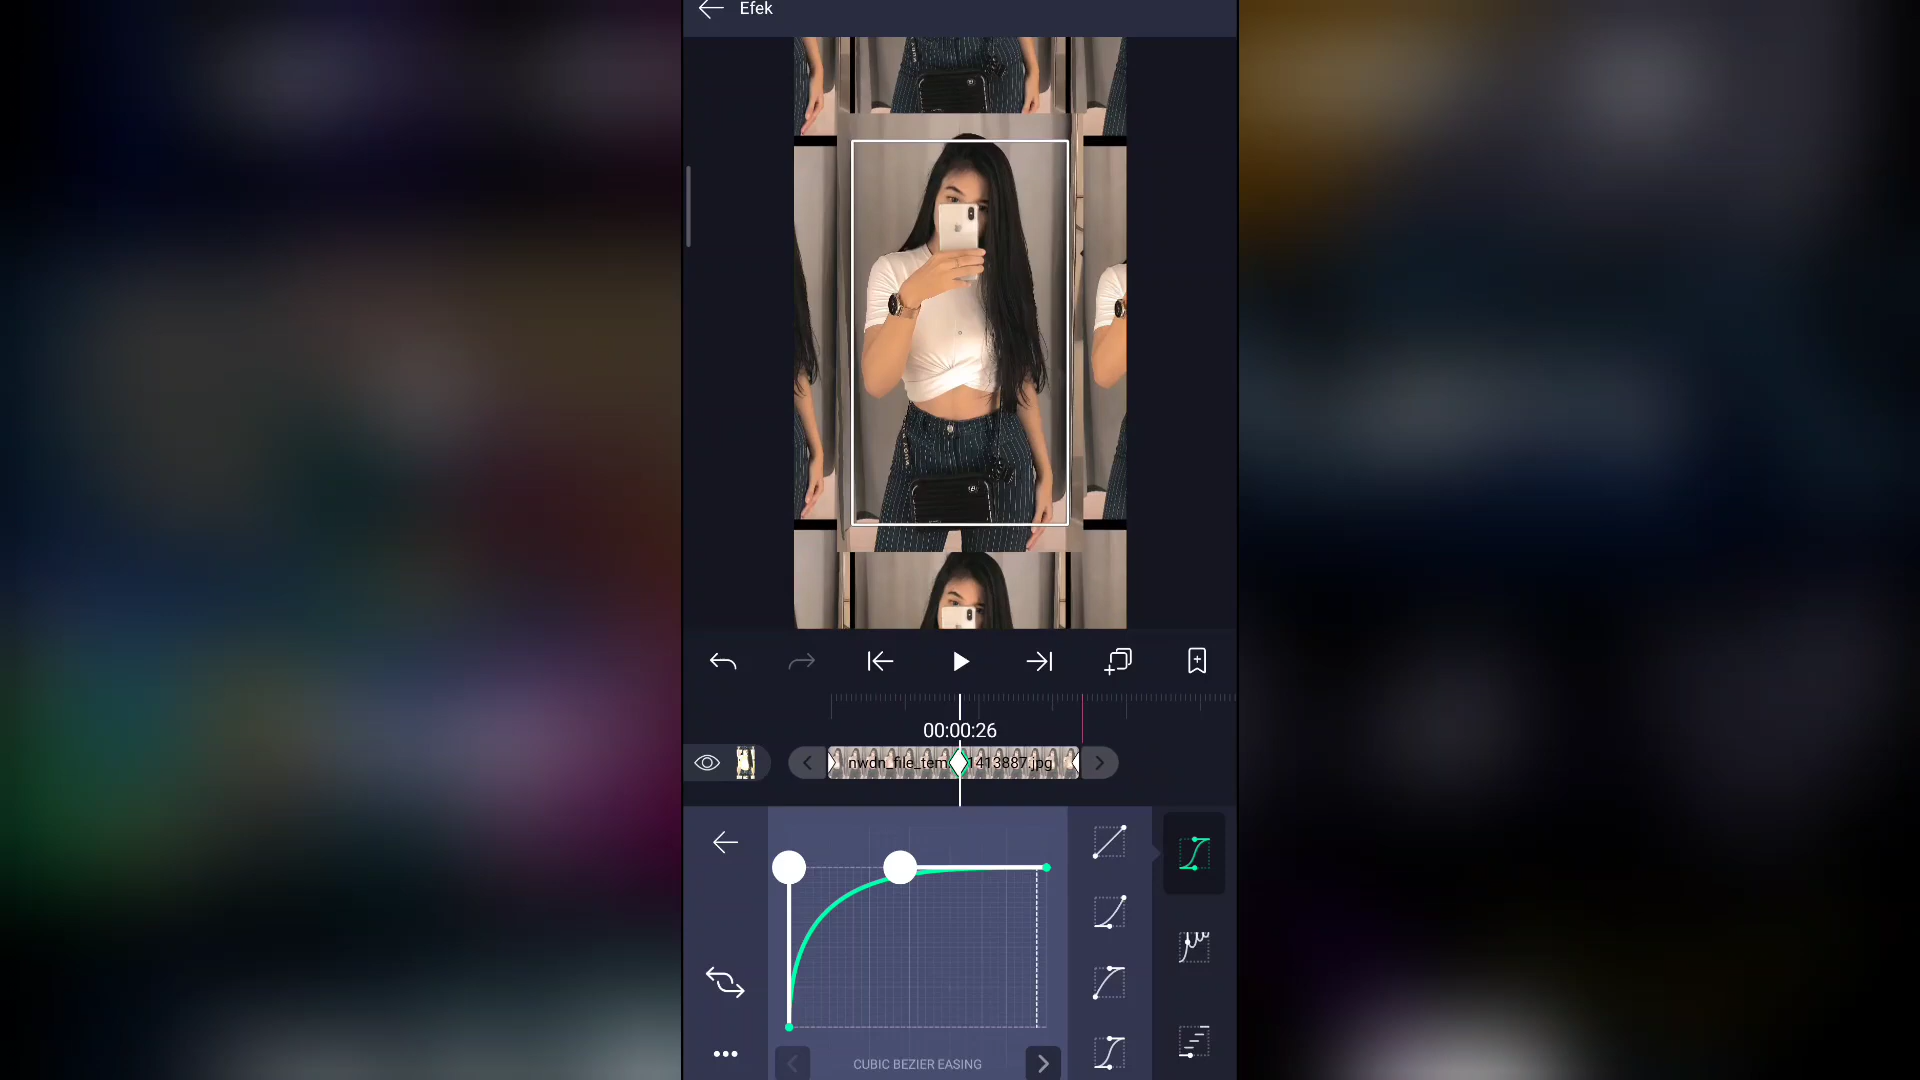 Efek
00:00:26
nwdn_file_tem
1413887.jpg
CUBIC BEZIER EASING